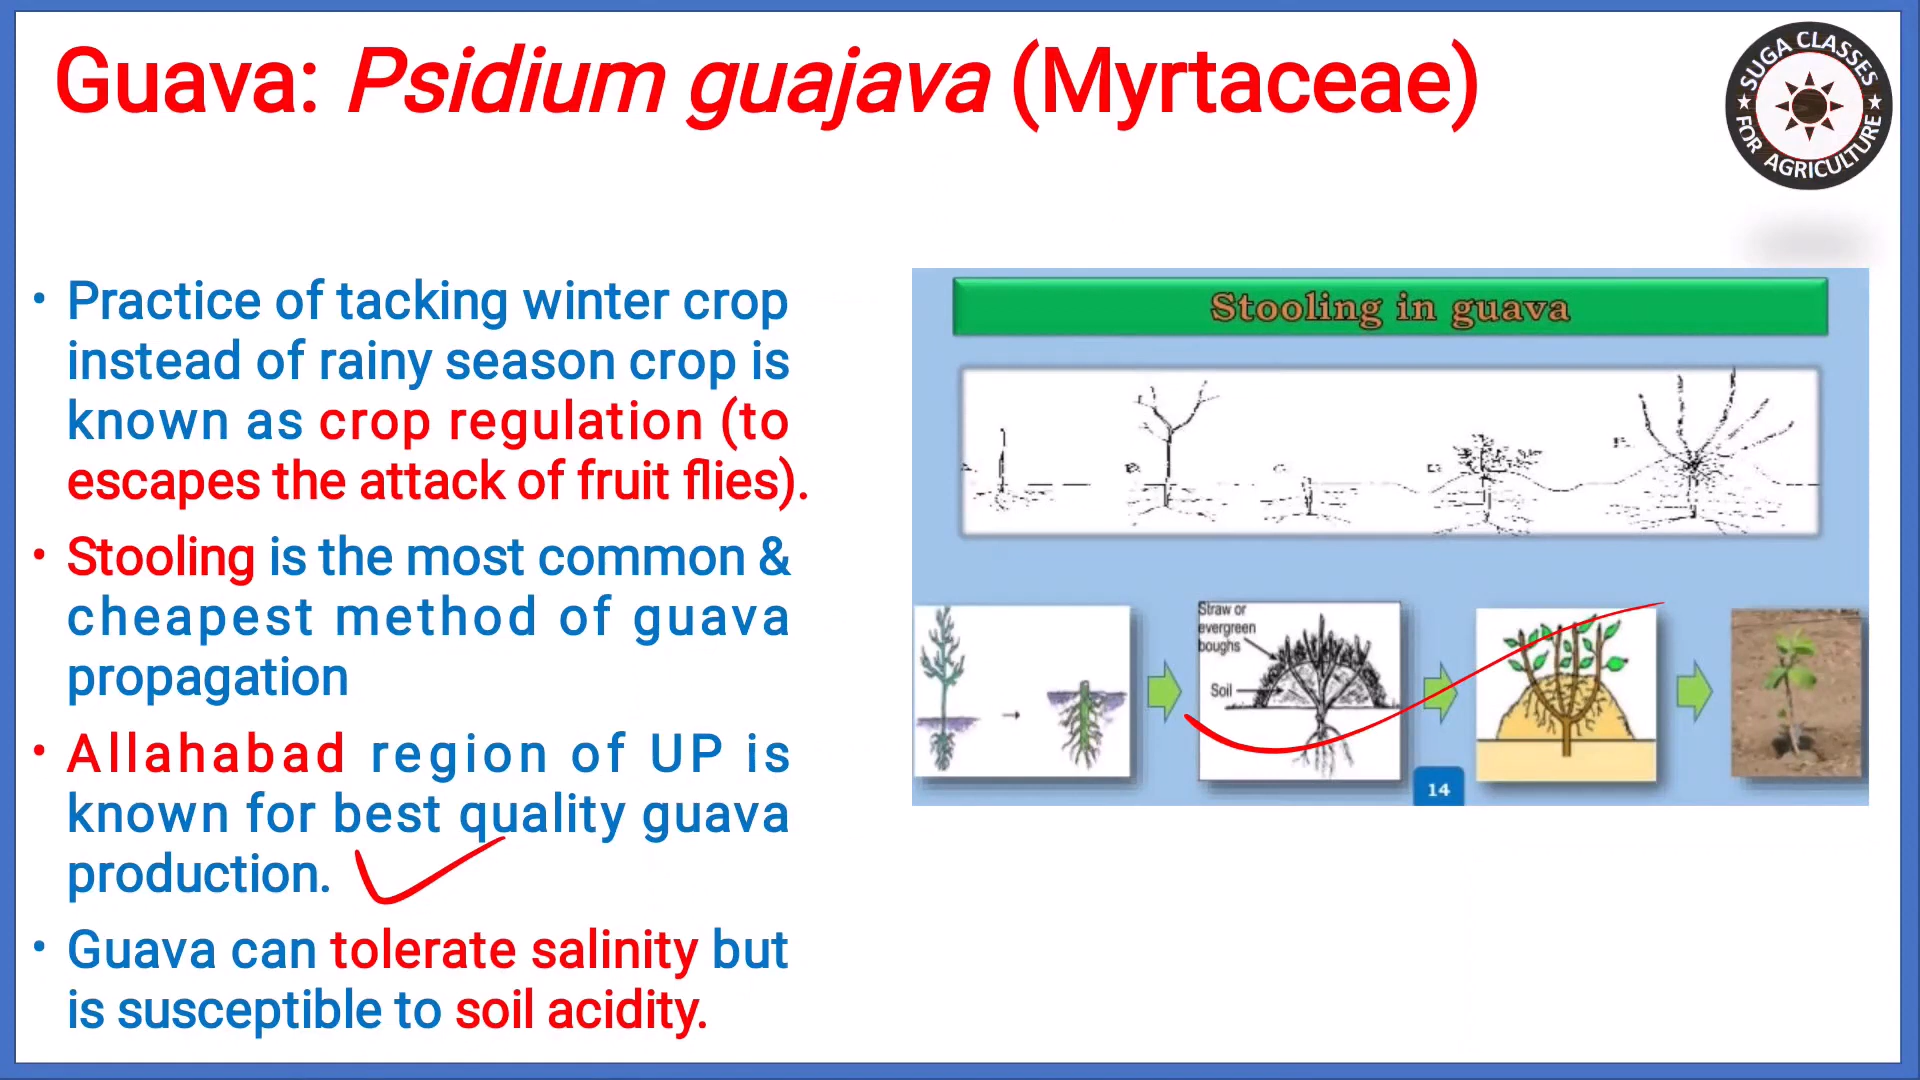 Guava: Psidium guajava (Myrtaceae)
SUGA CLASSES
FOR AGRICULTURE
• Practice of tacking winter crop
instead of rainy season crop is
known as crop regulation (to
escapes the attack of fruit flies).
• Stooling is the most common &
cheapest method of guava
propagation
• Allahabad region of UP is
known for best quality guava
production.
• Guava can tolerate salinity but
is susceptible to soil acidity.
Stooling in guava
Straw or
evergreen
boughs
Soil
14